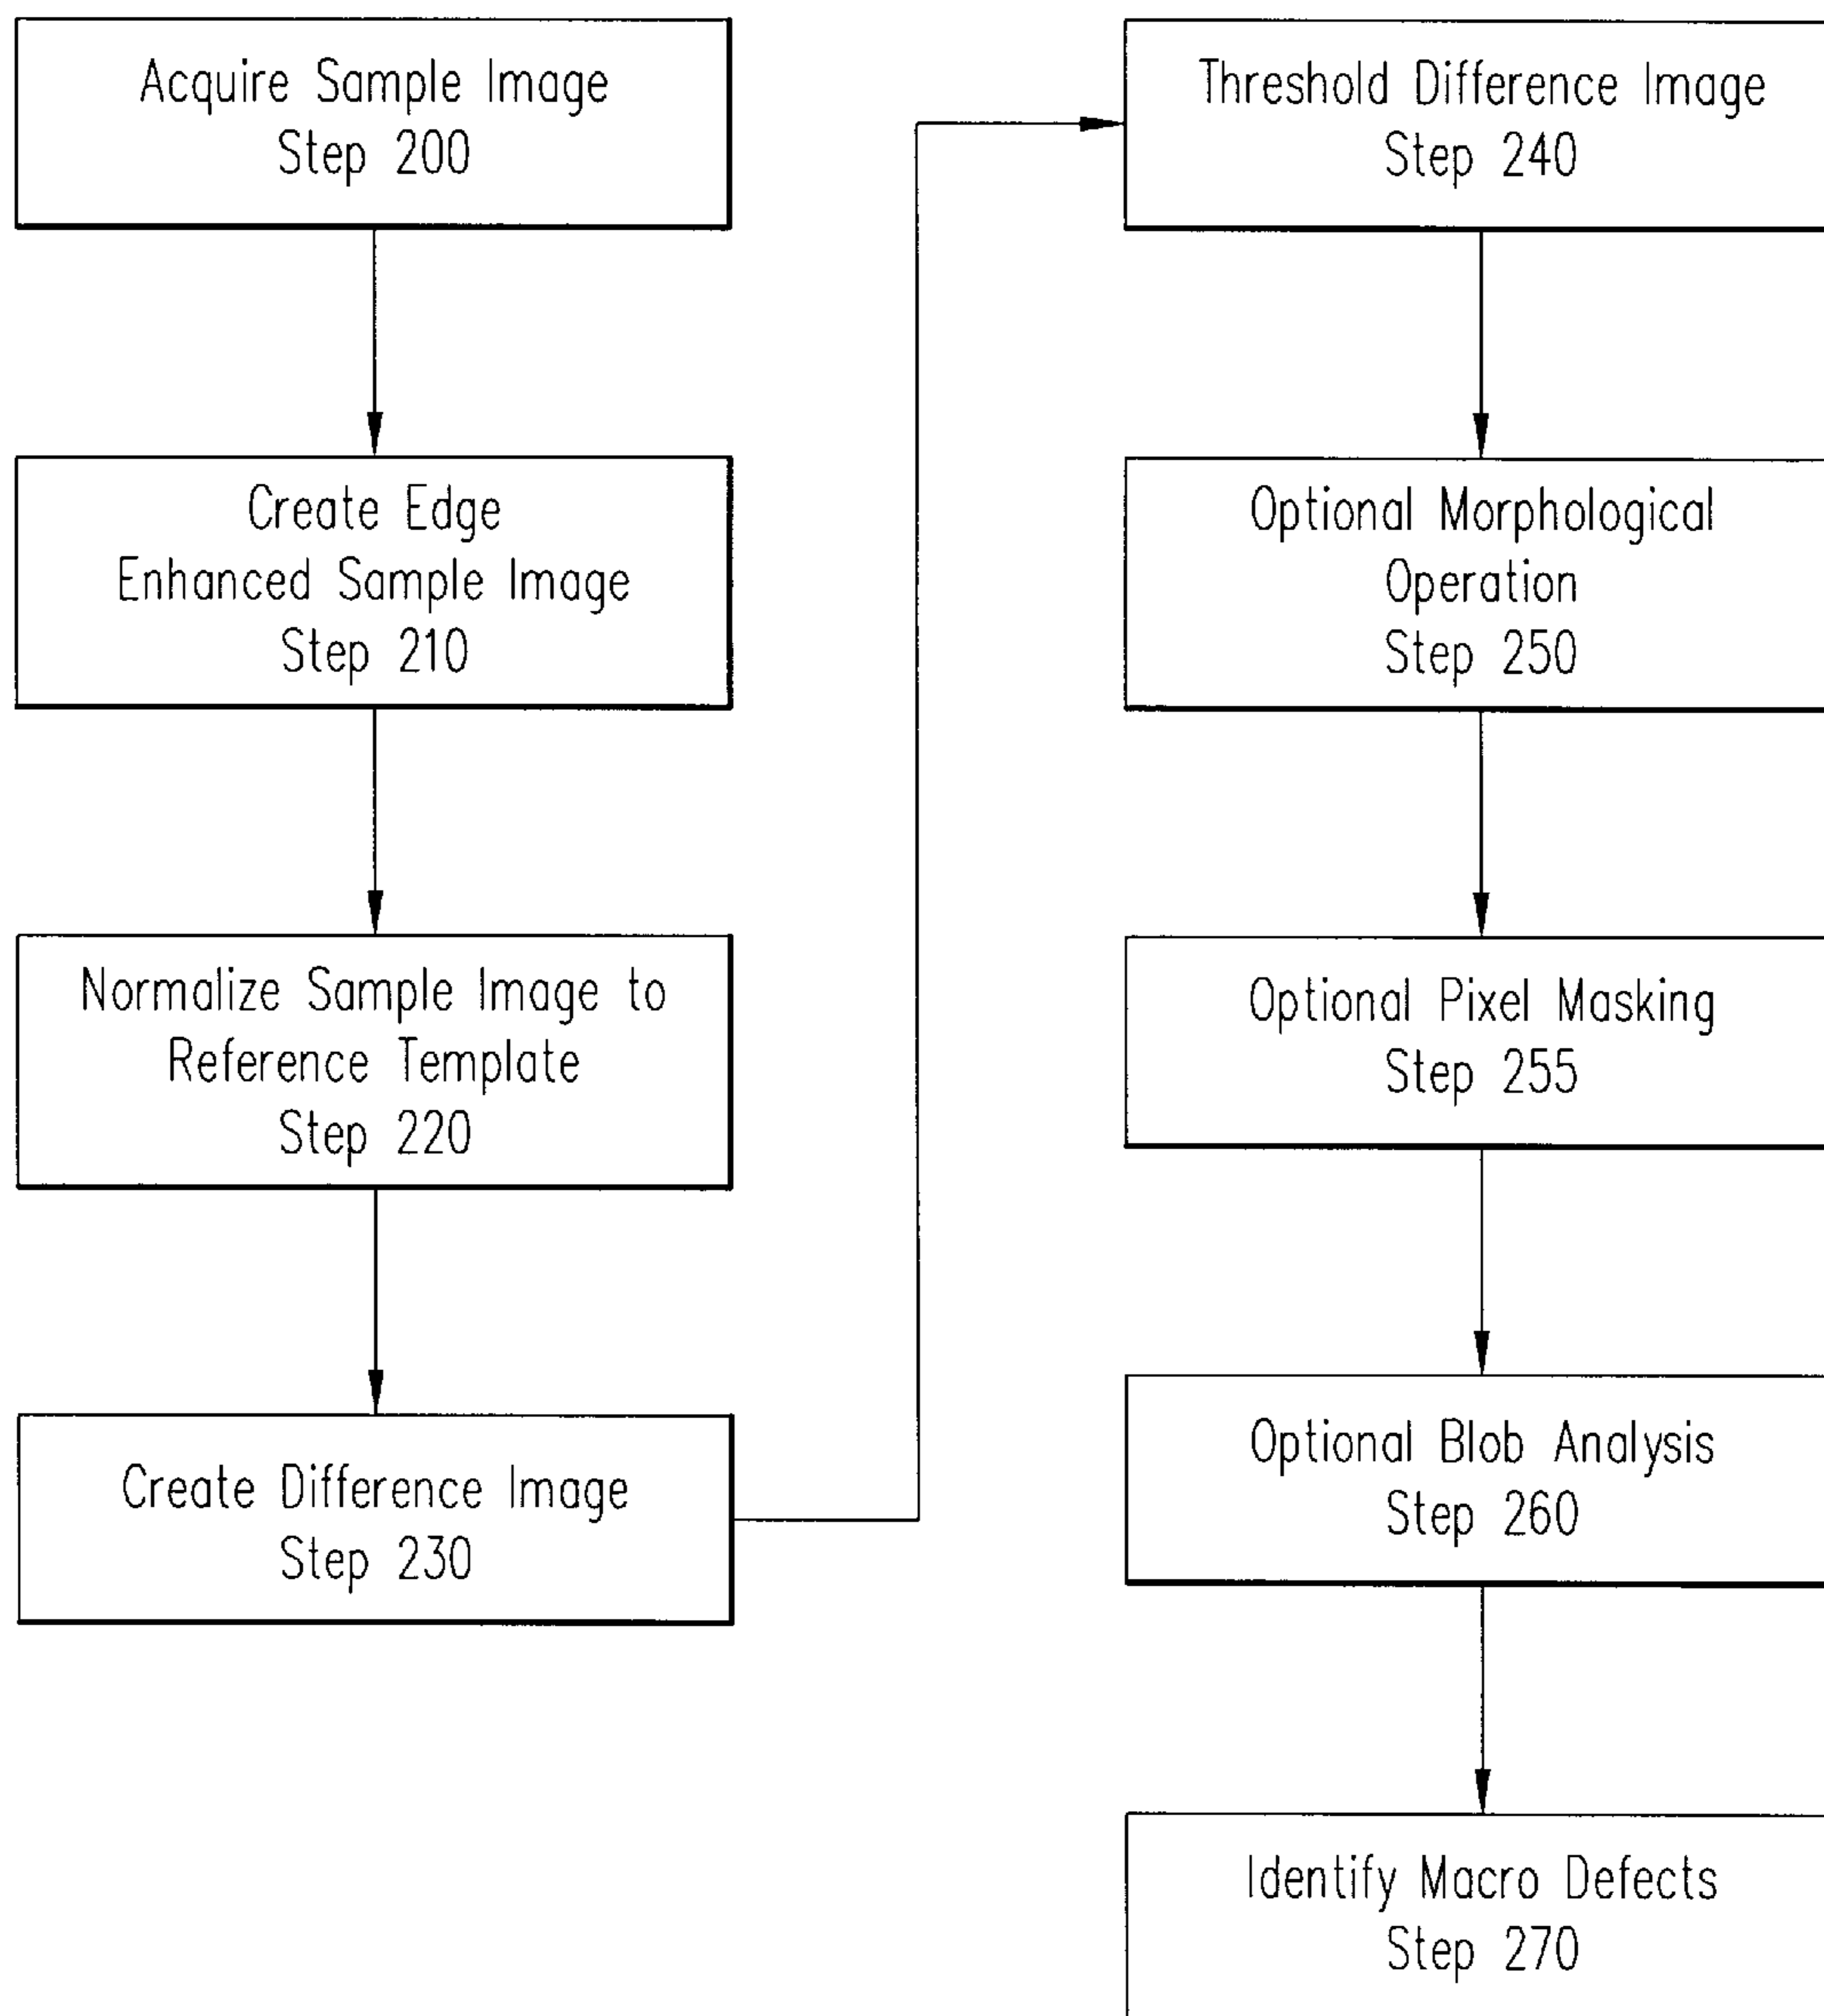 Acquire Sample Image
Step 200
Create Edge
Enhanced Sample Image
Step 210
Normalize Sample Image to
Reference Template
Step 220
Create Difference Image
Step 230
Threshold Difference Image
Step 240
Optional Morphological
Operation
Step 250
Optional Pixel Masking
Step 255
Optional Blob Analysis
Step 260
Identify Macro Defects
Step 270